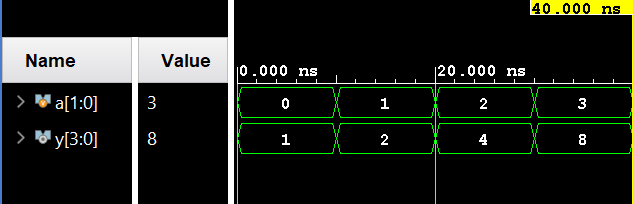 40.000 ns
Name Value
0.000 ns 20.000 ns
a[1:0] 3 0 1 2 3
y[3:0] 8 1 2 4 8